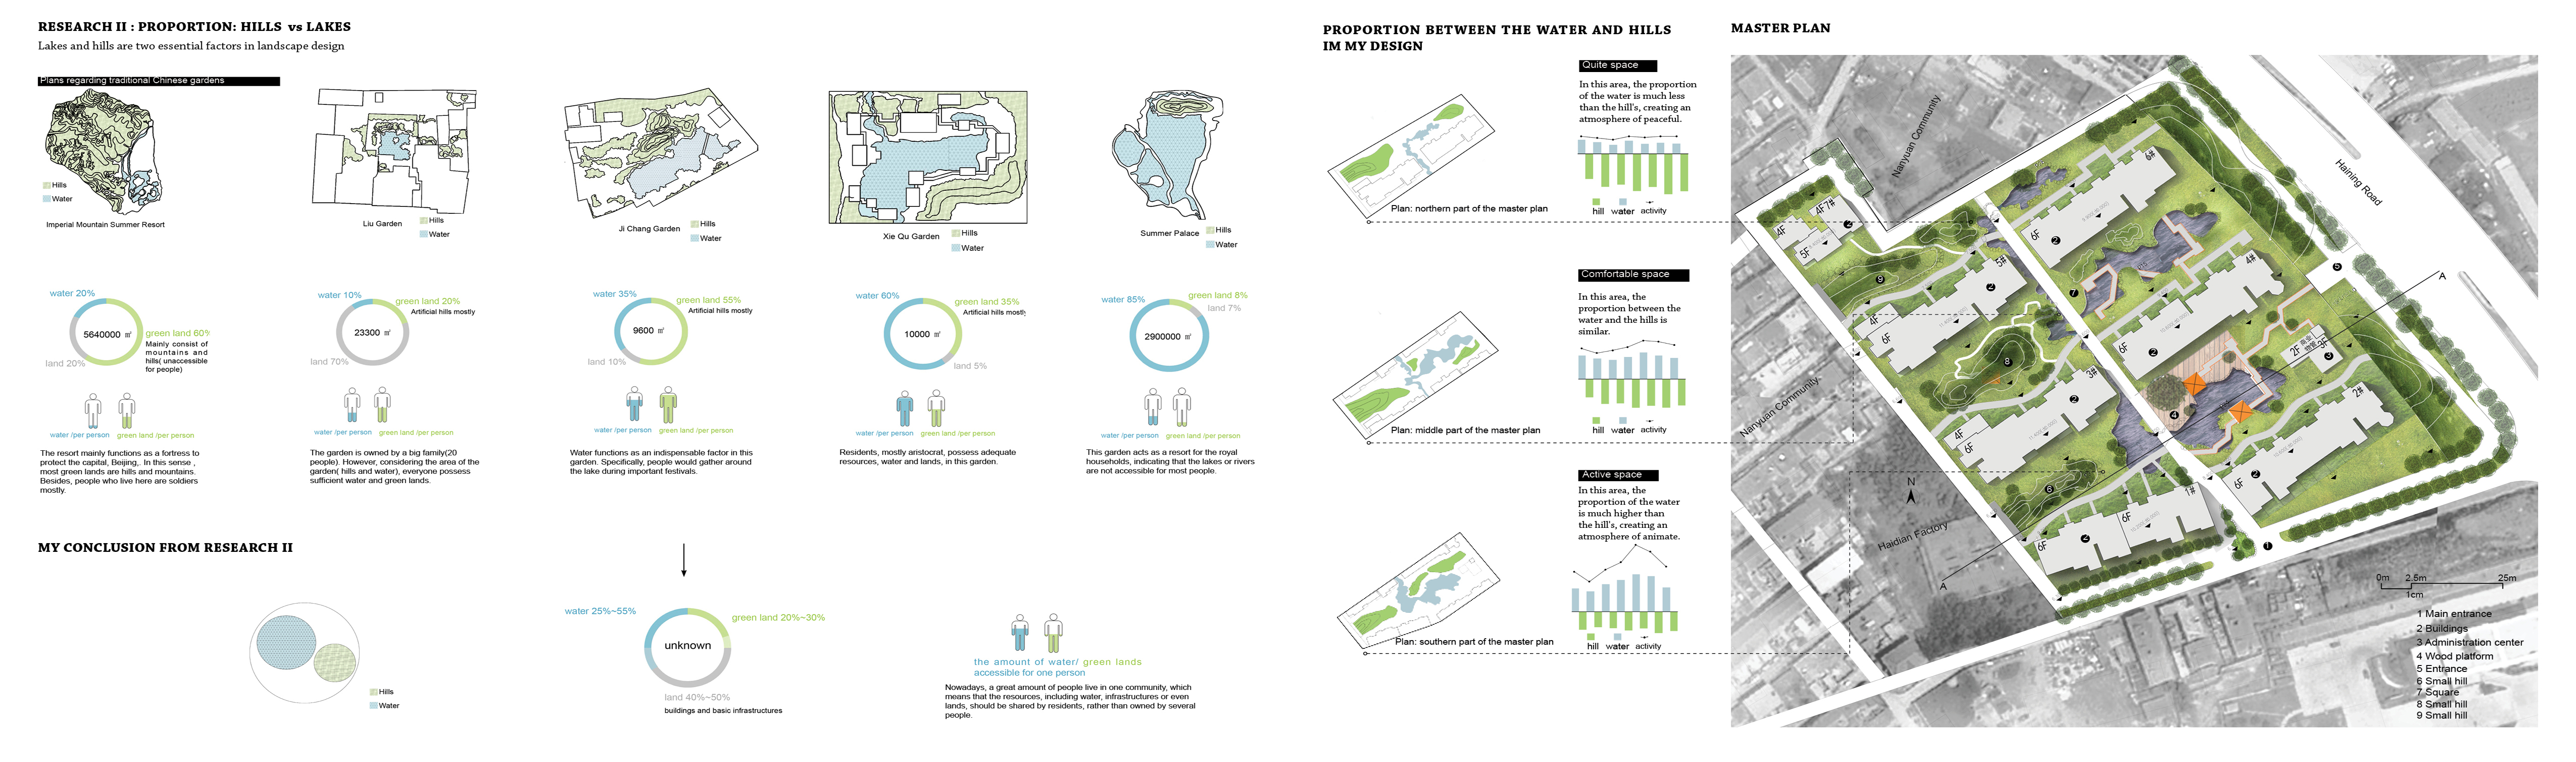 RESEARCH II : PROPORTION: HILLS vs LAKES
Lakes and hills are two essential factors in landscape design
Plans regarding traditional Chinese gardens
Hills
Water
Imperial Mountain Summer Resort
Liu Garden
Hills
Water
Ji Chang Garden
Hills
Water
Xie Qu Garden
Hills
Water
Summer Palace
Hills
Water
water 20%
5640000 ㎡
green land 60%
Mainly consist of
mountains and
hills( unaccessible
for people)
land 20%
water /per person
green land /per person
The resort mainly functions as a fortress to
protect the capital, Beijing,. In this sense ,
most green lands are hills and mountains.
Besides, people who live here are soldiers
mostly.
water 10%
green land 20%
Artificial hills mostly
23300 ㎡
land 70%
water /per person
green land /per person
The garden is owned by a big family(20
people). However, considering the area of the
garden( hills and water), everyone possess
sufficient water and green lands.
water 35%
green land 55%
Artificial hills mostly
9600 ㎡
land 10%
water /per person
green land /per person
Water functions as an indispensable factor in this
garden. Specifically, people would gather around
the lake during important festivals.
water 60%
green land 35%
Artificial hills mostly
10000 ㎡
land 5%
water /per person
green land /per person
Residents, mostly aristocrat, possess adequate
resources, water and lands, in this garden.
water 85%
green land 8%
land 7%
2900000 ㎡
water /per person
green land /per person
This garden acts as a resort for the royal
households, indicating that the lakes or rivers
are not accessible for most people.
MY CONCLUSION FROM RESEARCH II
Hills
Water
water 25%~55%
green land 20%~30%
unknown
land 40%~50%
buildings and basic infrastructures
the amount of water/ green lands
accessible for one person
Nowadays, a great amount of people live in one community, which
means that the resources, including water, infrastructures or even
lands, should be shared by residents, rather than owned by several
people.
PROPORTION BETWEEN THE WATER AND HILLS
IM MY DESIGN
Quite space
In this area, the proportion
of the water is much less
than the hill's, creating an
atmosphere of peaceful.
hill water activity
Plan: northern part of the master plan
Comfortable space
In this area, the
proportion between the
water and the hills is
similar.
hill water activity
Plan: middle part of the master plan
Active space
In this area, the
proportion of the water
is much higher than
the hill's, creating an
atmosphere of animate.
hill water activity
Plan: southern part of the master plan
MASTER PLAN
Nanyuan Community
Haining Road
Nanyuan Community
Haidian Factory
N
A
A
4F
7#
4F
5F
2
6#
6F
2
5#
2
4F
6F
9
7
8
4#
6F
2
5
2F
3F
3
3#
2
4F
6F
4
2#
6F
2
6
1#
6F
6F
2
1
0m 2.5m 25m
1cm
1 Main entrance
2 Buildings
3 Administration center
4 Wood platform
5 Entrance
6 Small hill
7 Square
8 Small hill
9 Small hill